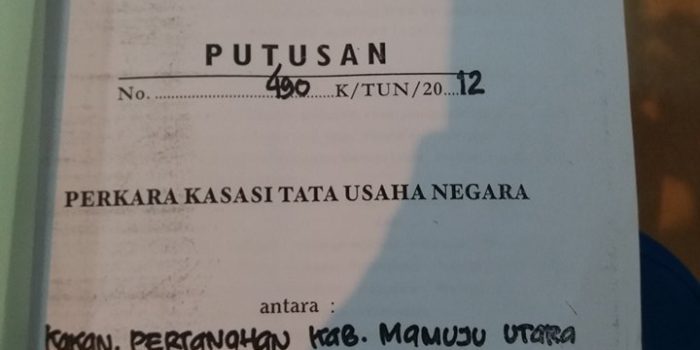 PUTUSAN
No. ..............................490.......K/TUN/20....12
PERKARA KASASI TATA USAHA NEGARA
antara :
KAKAN. PERTANAHAN KAB. MAMUJU UTARA